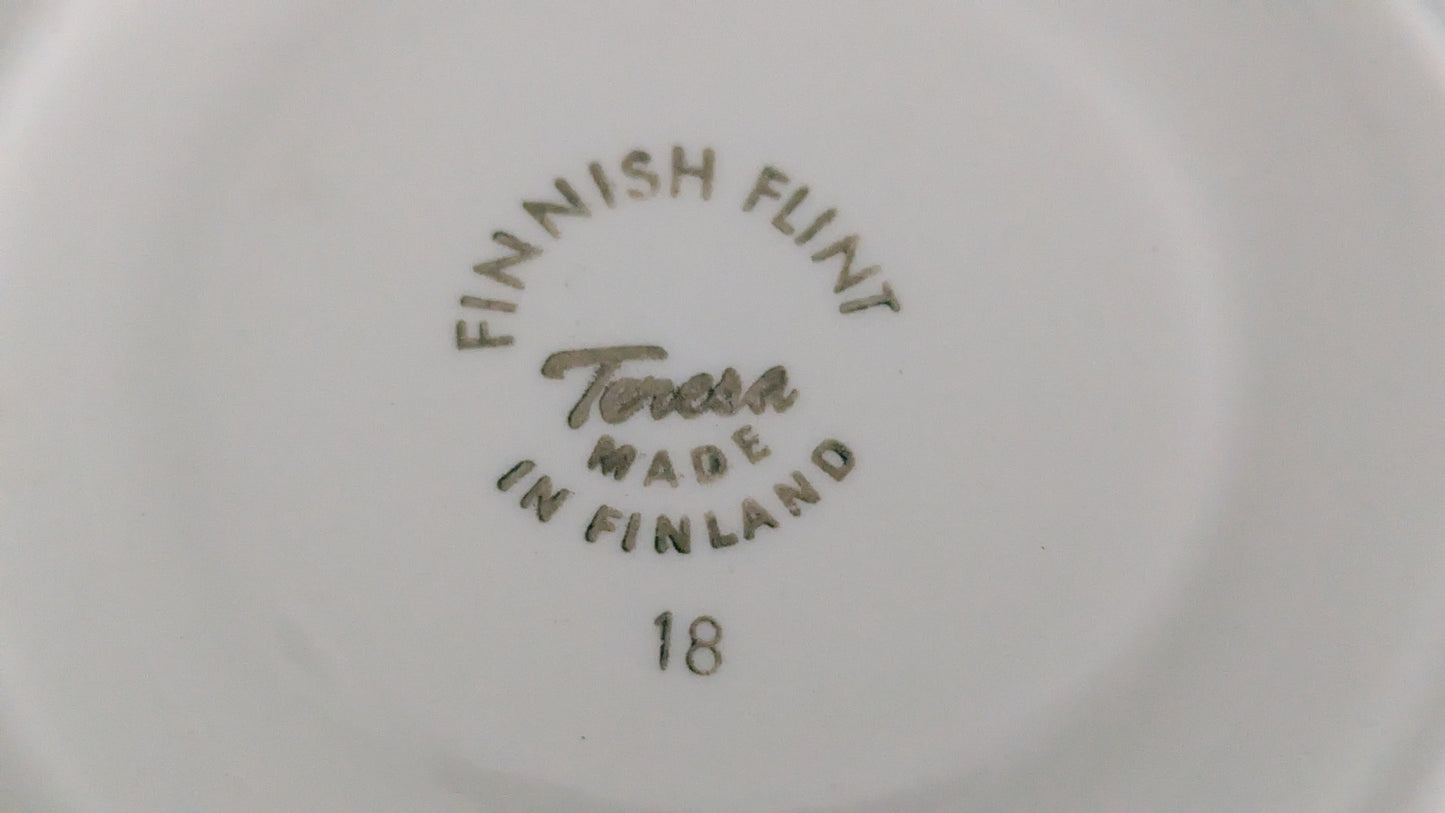 FINNISH FLINT
Teresa
MADE
IN FINLAND
18